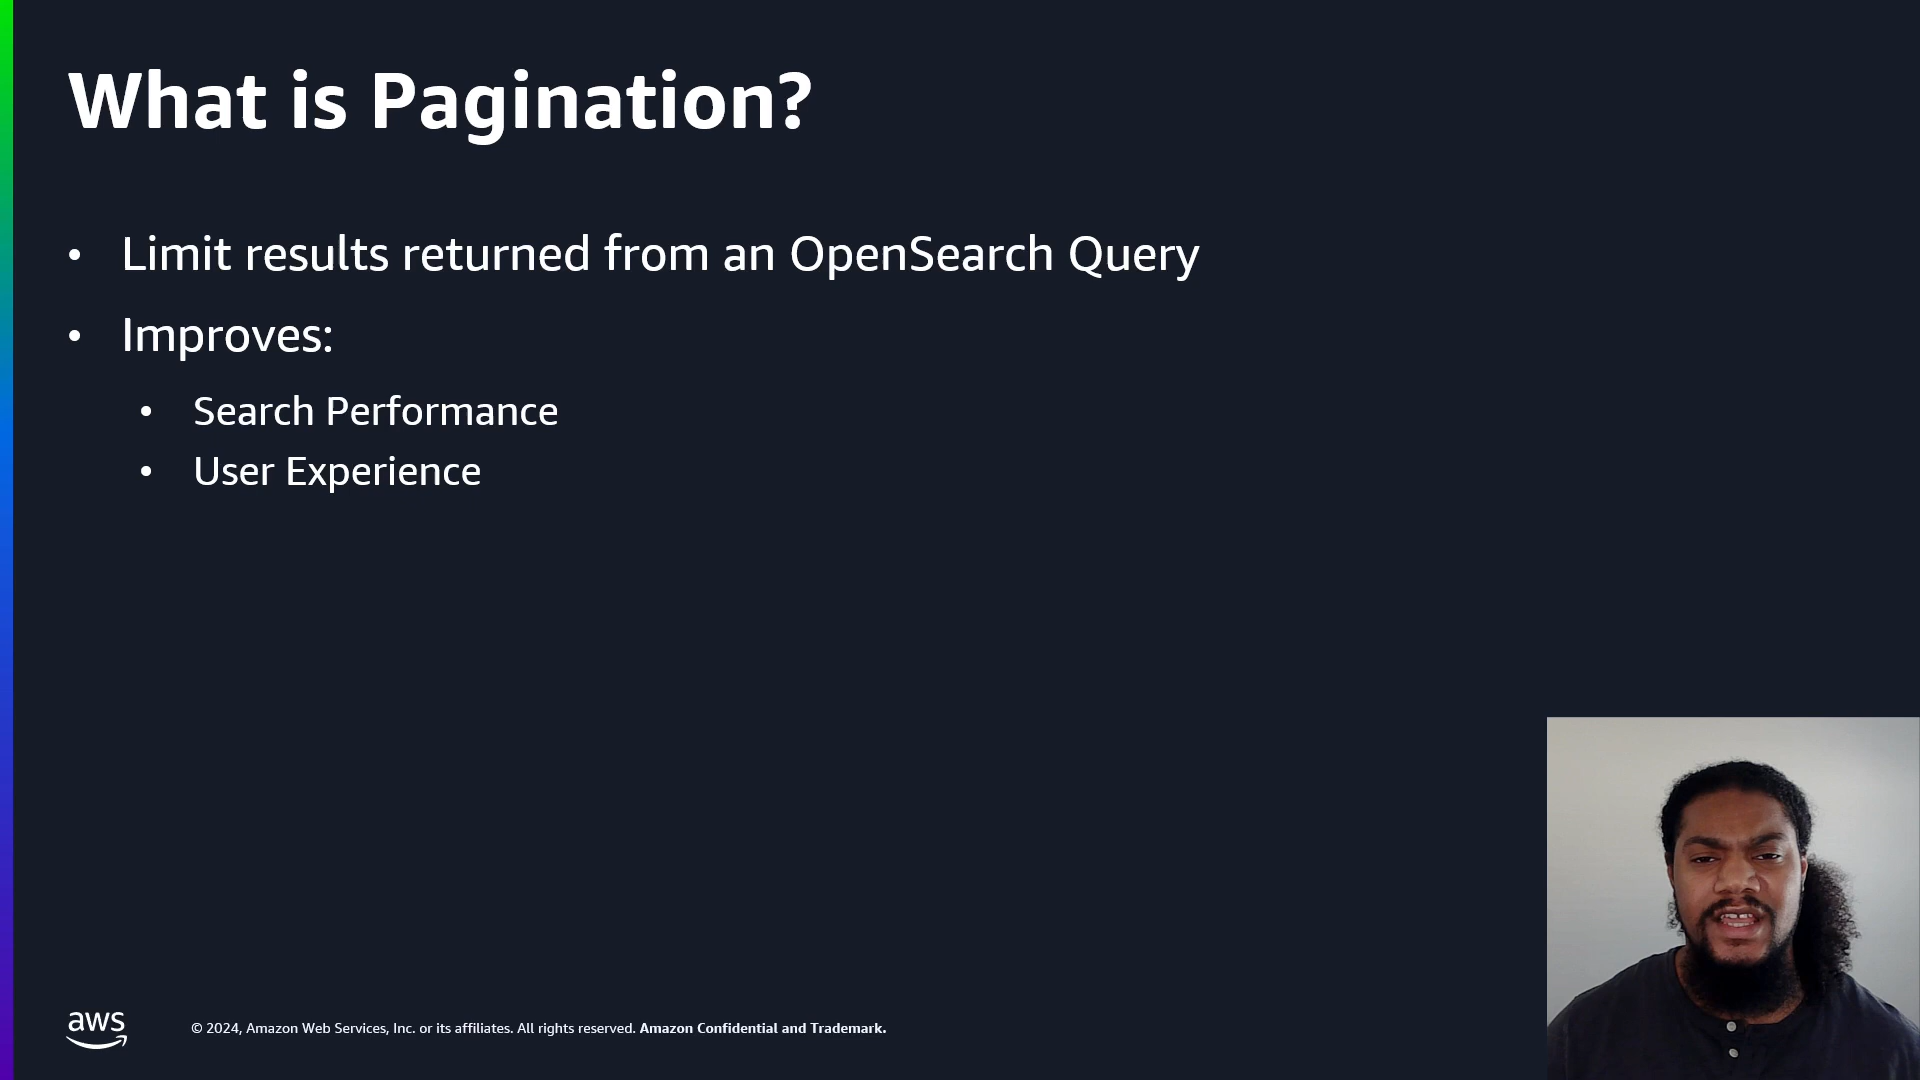 What is Pagination?
• Limit results returned from an OpenSearch Query
• Improves:
• Search Performance
• User Experience
aws
© 2024, Amazon Web Services, Inc. or its affiliates. All rights reserved. Amazon Confidential and Trademark.